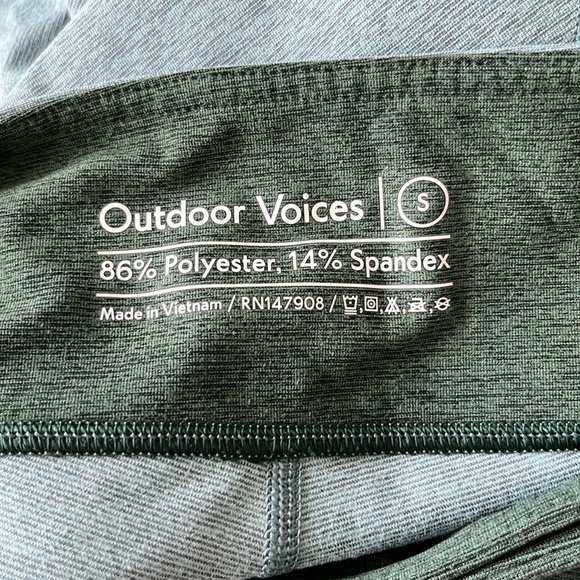 Outdoor Voices | S
86% Polyester, 14% Spandex
Made in Vietnam / RN147908 /